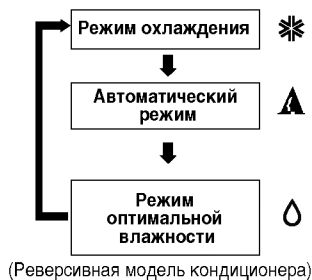 Режим охлаждения
Автоматический
режим
Режим
оптимальной
влажности
(Реверсивная модель кондиционера)